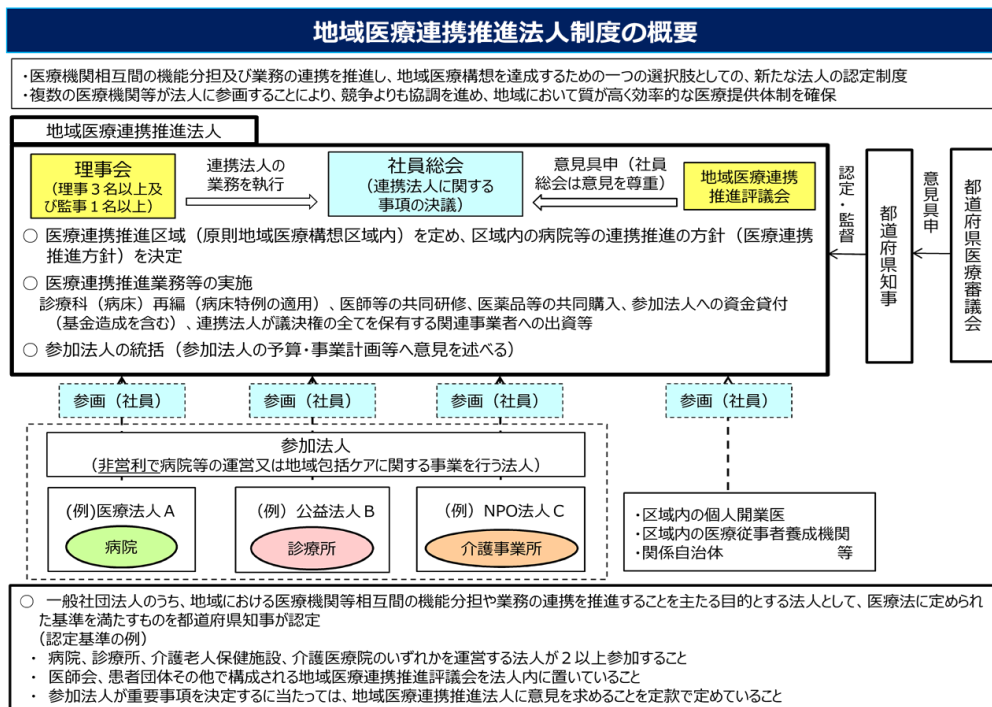 地域医療連携推進法人制度の概要
・医療機関相互間の機能分担及び業務の連携を推進し、地域医療構想を達成するための一つの選択肢としての、新たな法人の認定制度
・複数の医療機関等が法人に参画することにより、競争よりも協調を進め、地域において質が高く効率的な医療提供体制を確保
地域医療連携推進法人
理事会
(理事３名以上及
び監事１名以上)
連携法人の
業務を執行
社員総会
(連携法人に関する
事項の決議)
意見具申（社員
総会は意見を尊重）
地域医療連携
推進評議会
認定・監督
都道府県知事
意見具申
都道府県医療審議会
○ 医療連携推進区域（原則地域医療構想区域内）を定め、区域内の病院等の連携推進の方針（医療連携
推進方針）を決定
○ 医療連携推進業務等の実施
診療科（病床）再編（病床特例の適用）、医師等の共同研修、医薬品等の共同購入、参加法人への資金貸付
（基金造成を含む）、連携法人が議決権の全てを保有する関連事業者への出資等
○ 参加法人の統括（参加法人の予算・事業計画等へ意見を述べる）
参画（社員）
参画（社員）
参画（社員）
参画（社員）
参加法人
（非営利で病院等の運営又は地域包括ケアに関する事業を行う法人）
(例)医療法人Ａ
病院
（例）公益法人Ｂ
診療所
（例）NPO法人Ｃ
介護事業所
・区域内の個人開業医
・区域内の医療従事者養成機関
・関係自治体 等
○ 一般社団法人のうち、地域における医療機関等相互間の機能分担や業務の連携を推進することを主たる目的とする法人として、医療法に定められ
た基準を満たすものを都道府県知事が認定
（認定基準の例）
・ 病院、診療所、介護老人保健施設、介護医療院のいずれかを運営する法人が２以上参加すること
・ 医師会、患者団体その他で構成される地域医療連携推進評議会を法人内に置いていること
・ 参加法人が重要事項を決定するに当たっては、地域医療連携推進法人に意見を求めることを定款で定めていること